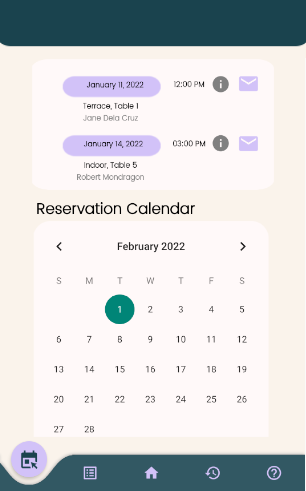 January 11, 2022 12:00 PM
Terrace, Table 1
Jane Dela Cruz
January 14, 2022 03:00 PM
Indoor, Table 5
Robert Mondragon
Reservation Calendar
February 2022
S M T W T F S
1 2 3 4 5
6 7 8 9 10 11 12
13 14 15 16 17 18 19
20 21 22 23 24 25 26
27 28